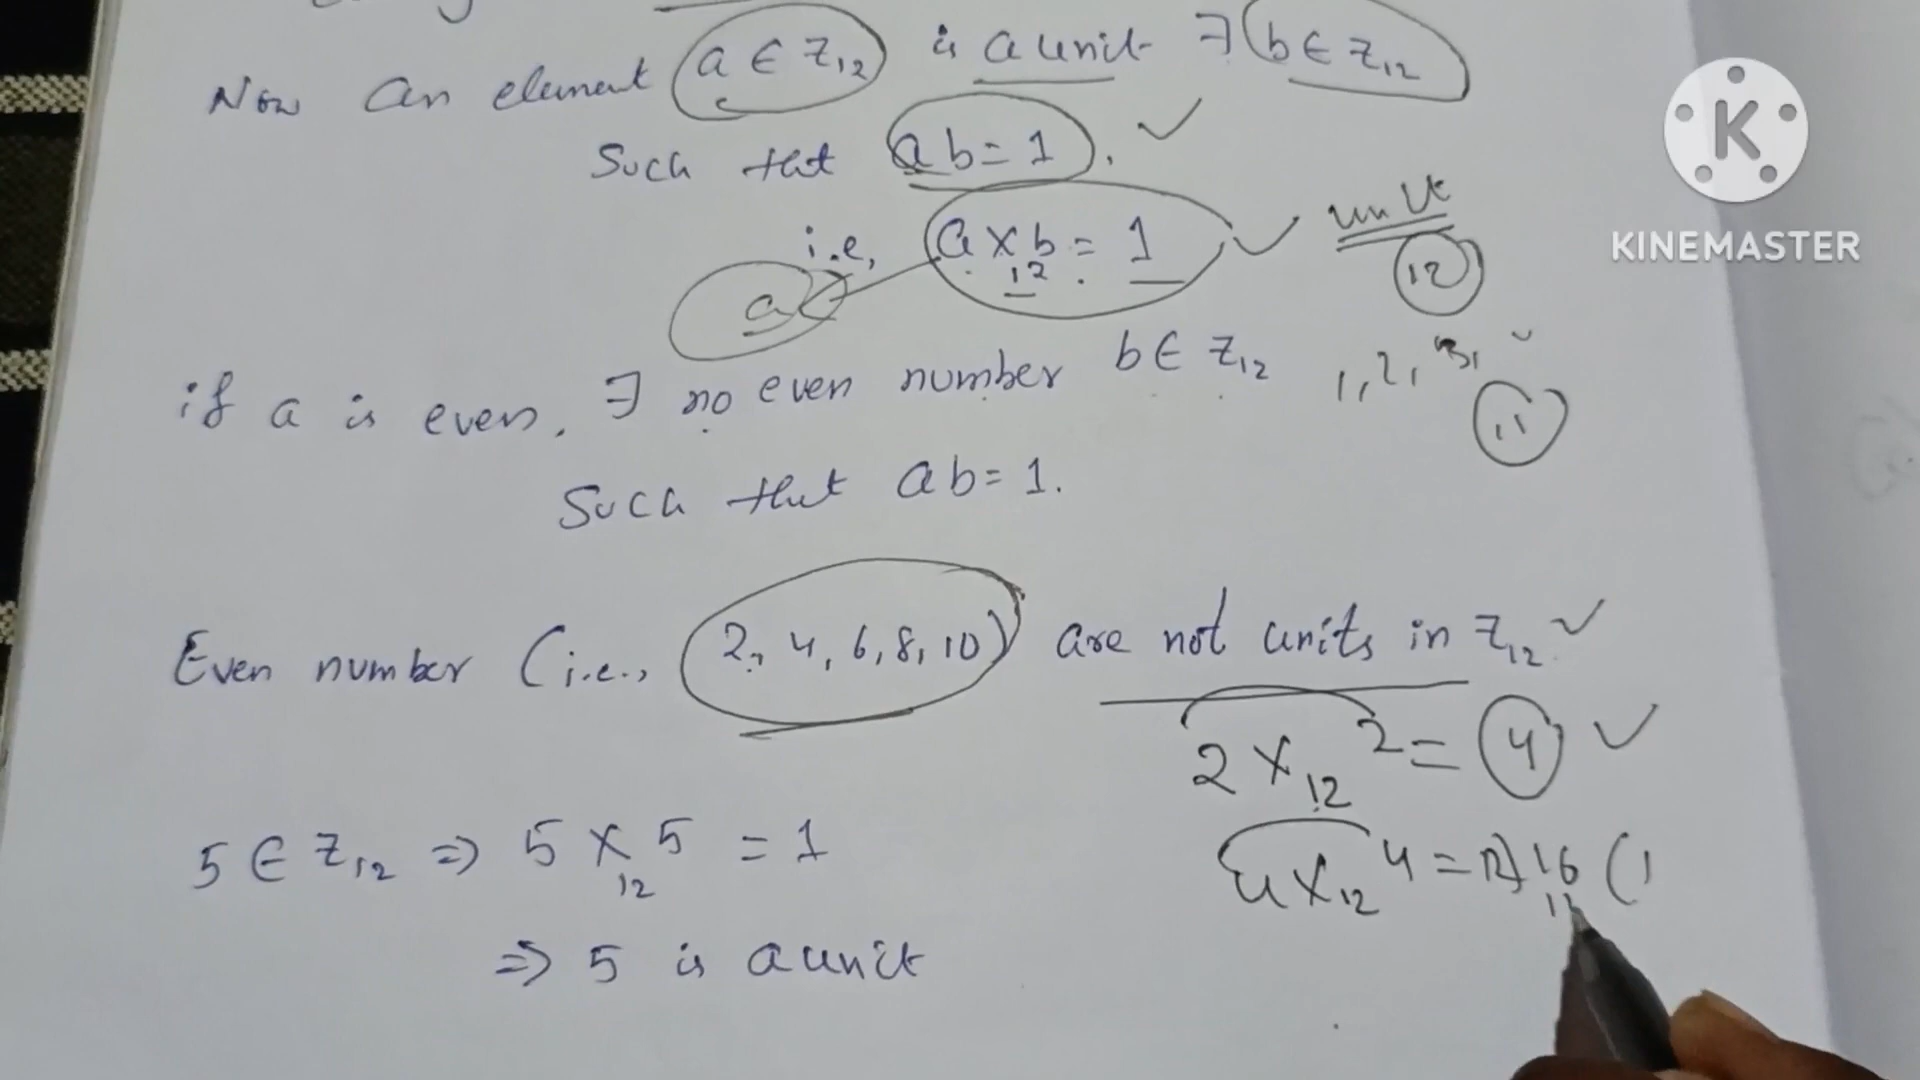 Now an element a ∈ Z₁₂ is a unit ∃ b ∈ Z₁₂
Such that ab = 1.
i.e., a ×₁₂ b = 1
unit
12
a
if a is even, ∃ no even number b ∈ Z₁₂
1, 2, 3,
11
Such that ab = 1.
Even number (i.e., 2, 4, 6, 8, 10) are not units in Z₁₂
2 ×₁₂ 2 = 4
5 ∈ Z₁₂ ⇒ 5 ×₁₂ 5 = 1
4 ×₁₂ 4 = 12) 16 (1
⇒ 5 is a unit
K
KINEMASTER